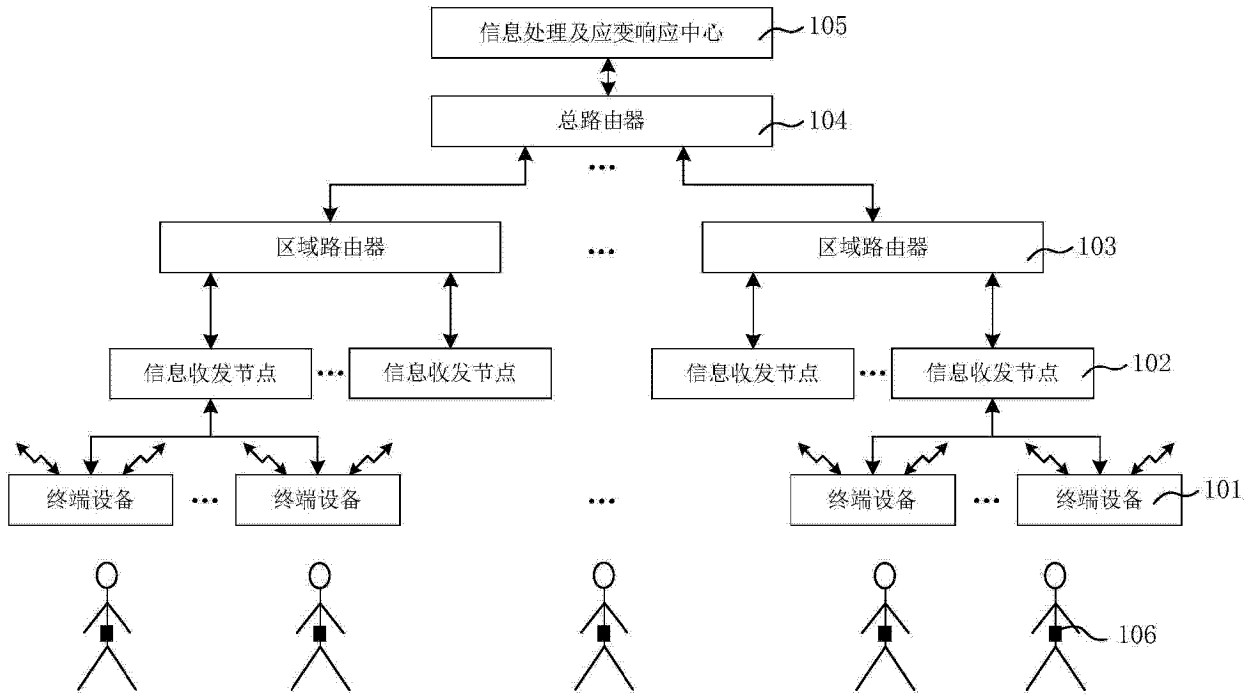 信息处理及应变响应中心 105
总路由器 104
...
区域路由器 ... 区域路由器 103
信息收发节点 ... 信息收发节点 信息收发节点 ... 信息收发节点 102
终端设备 ... 终端设备 ... 终端设备 ... 终端设备 101
106